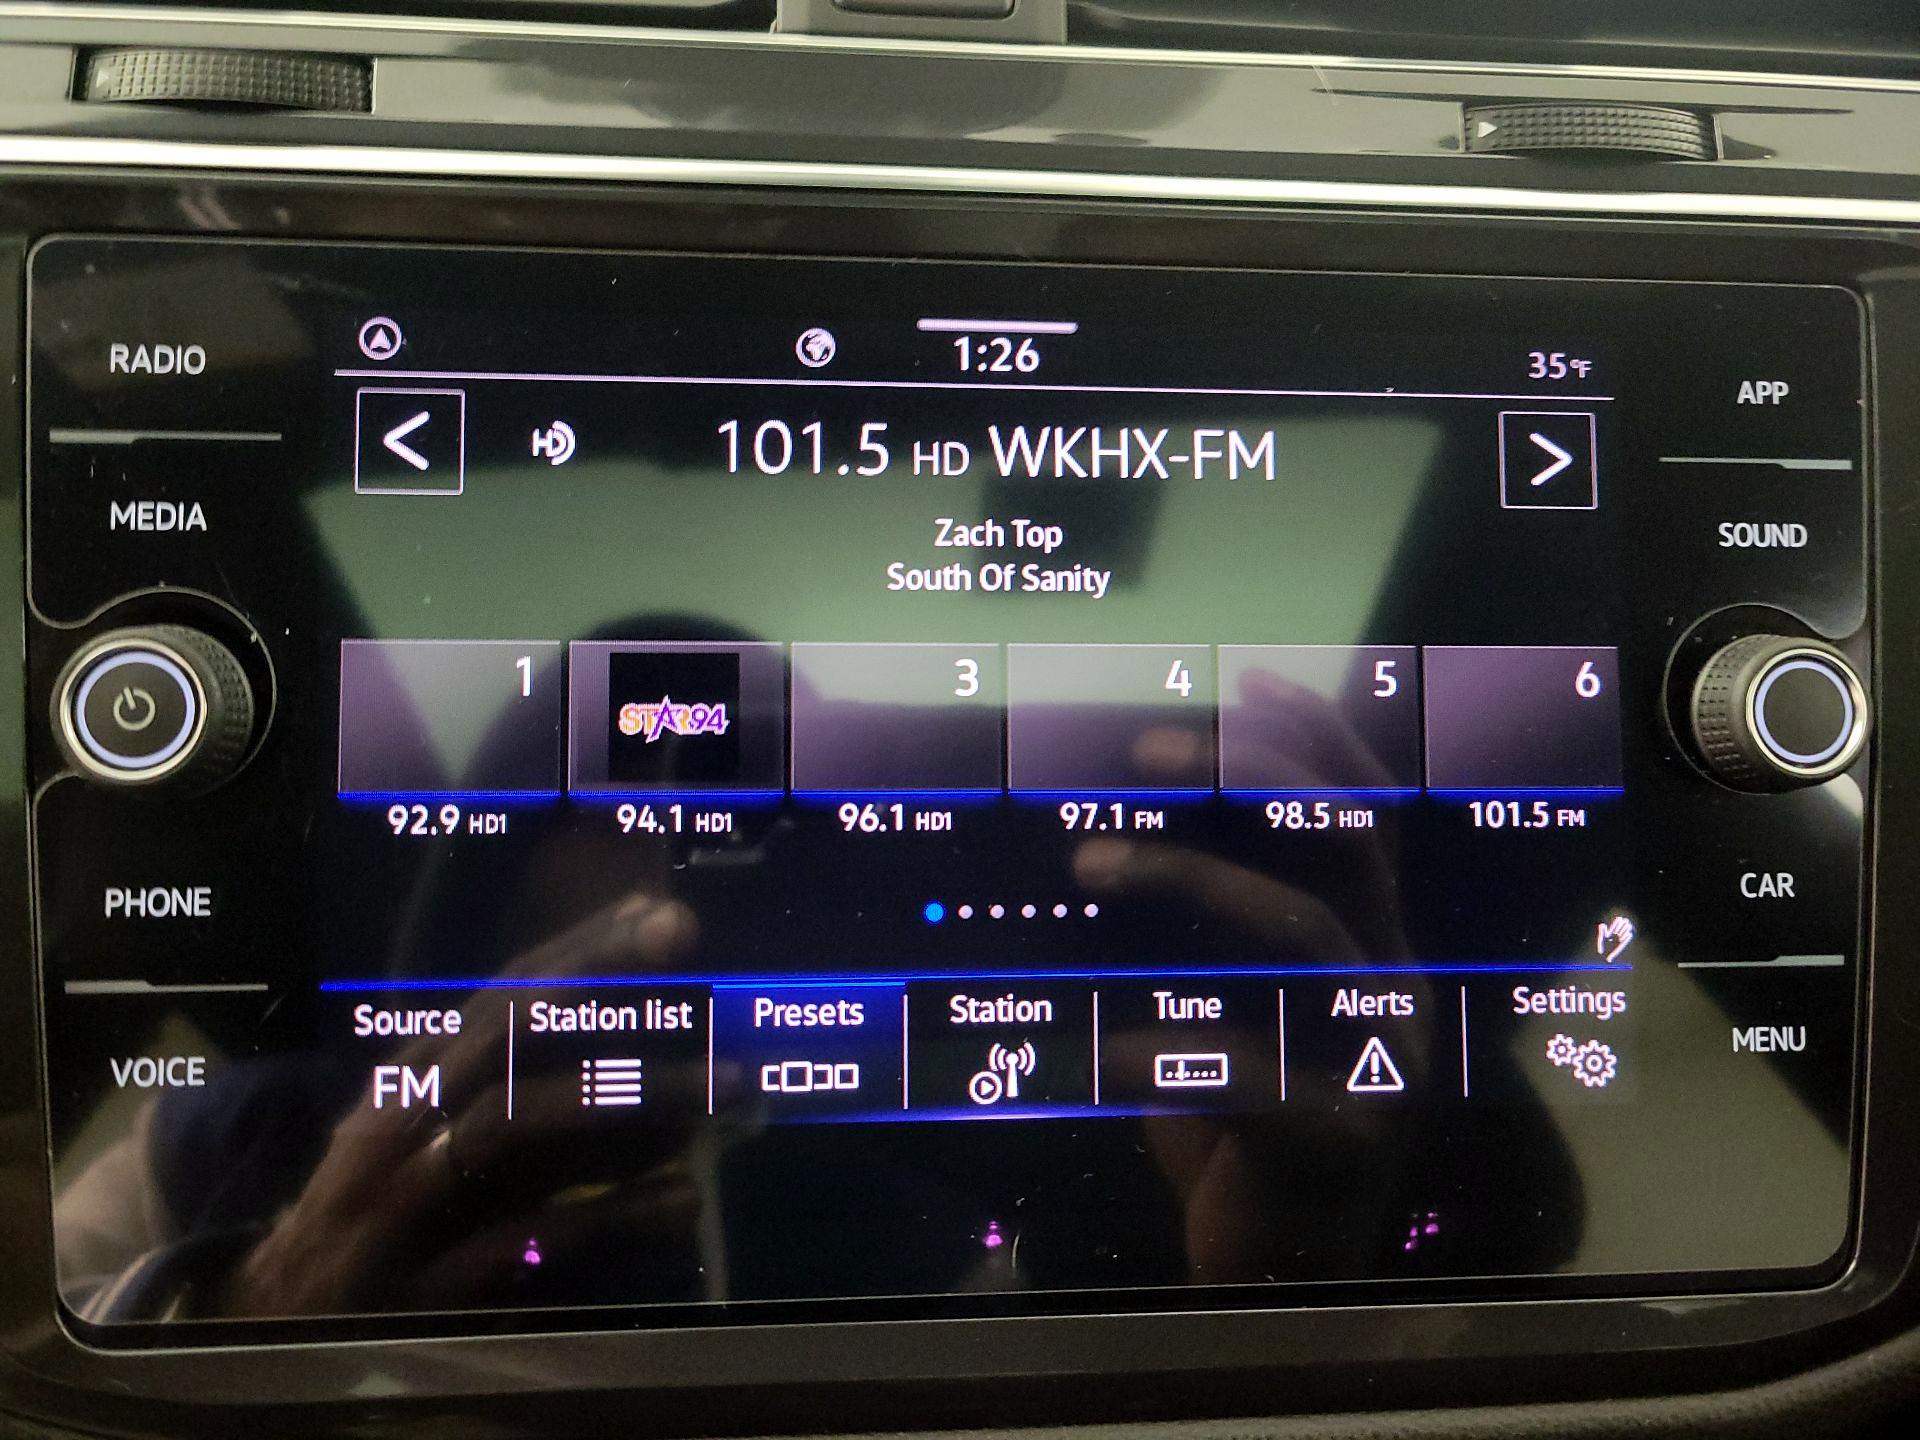 RADIO
MEDIA
PHONE
VOICE
1:26
35°F
< HD 101.5 HD WKHX-FM >
Zach Top
South Of Sanity
1 STAR94 3 4 5 6
92.9 HD1 94.1 HD1 96.1 HD1 97.1 FM 98.5 HD1 101.5 FM
Source Station list Presets Station Tune Alerts Settings
FM
APP
SOUND
CAR
MENU